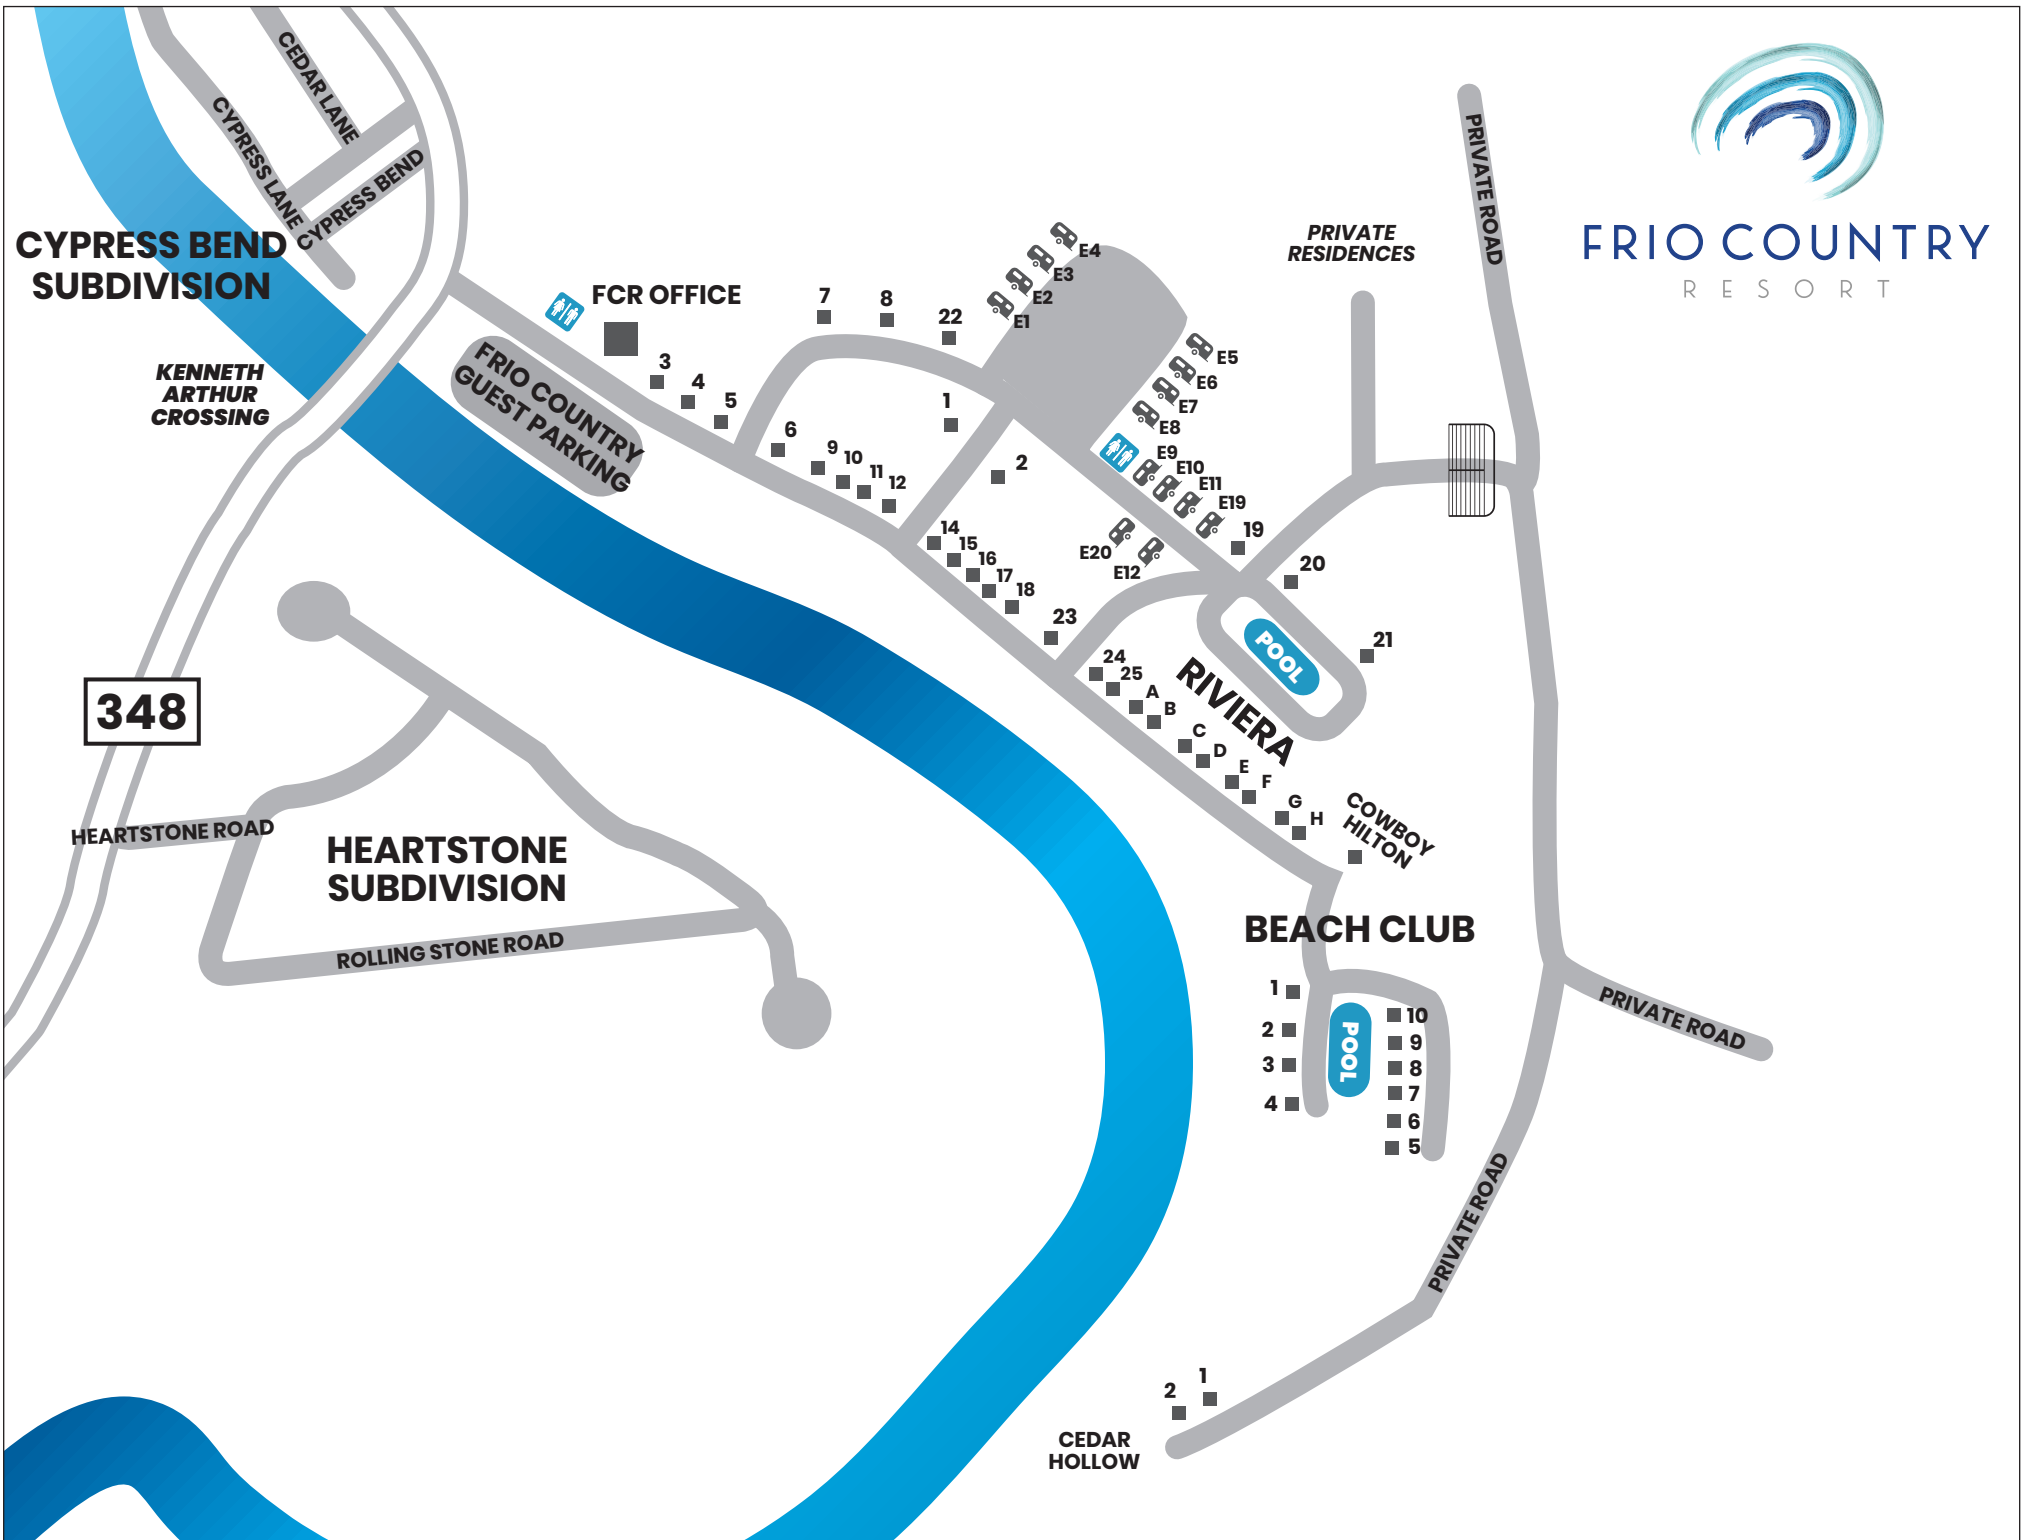 CEDAR LANE
CYPRESS LANE
CYPRESS BEND
CYPRESS BEND
SUBDIVISION
KENNETH
ARTHUR
CROSSING
FCR OFFICE
FRIO COUNTRY
GUEST PARKING
3
4
5
6
7
8
22
9
10
11
12
1
2
E4
E3
E2
E1
E5
E6
E7
E8
E9
E10
E11
E19
E20
E12
19
20
21
PRIVATE
RESIDENCES
PRIVATE ROAD
FRIO COUNTRY
RESORT
14
15
16
17
18
23
24
25
A
B
C
D
E
F
G
H
POOL
RIVIERA
COWBOY
HILTON
348
HEARTSTONE ROAD
HEARTSTONE
SUBDIVISION
ROLLING STONE ROAD
BEACH CLUB
1
2
3
4
POOL
10
9
8
7
6
5
PRIVATE ROAD
PRIVATE ROAD
1
2
CEDAR
HOLLOW